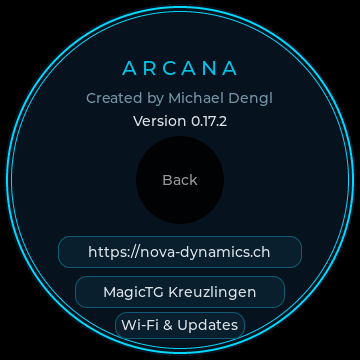 ARCANA
Created by Michael Dengl
Version 0.17.2
Back
https://nova-dynamics.ch
MagicTG Kreuzlingen
Wi-Fi & Updates